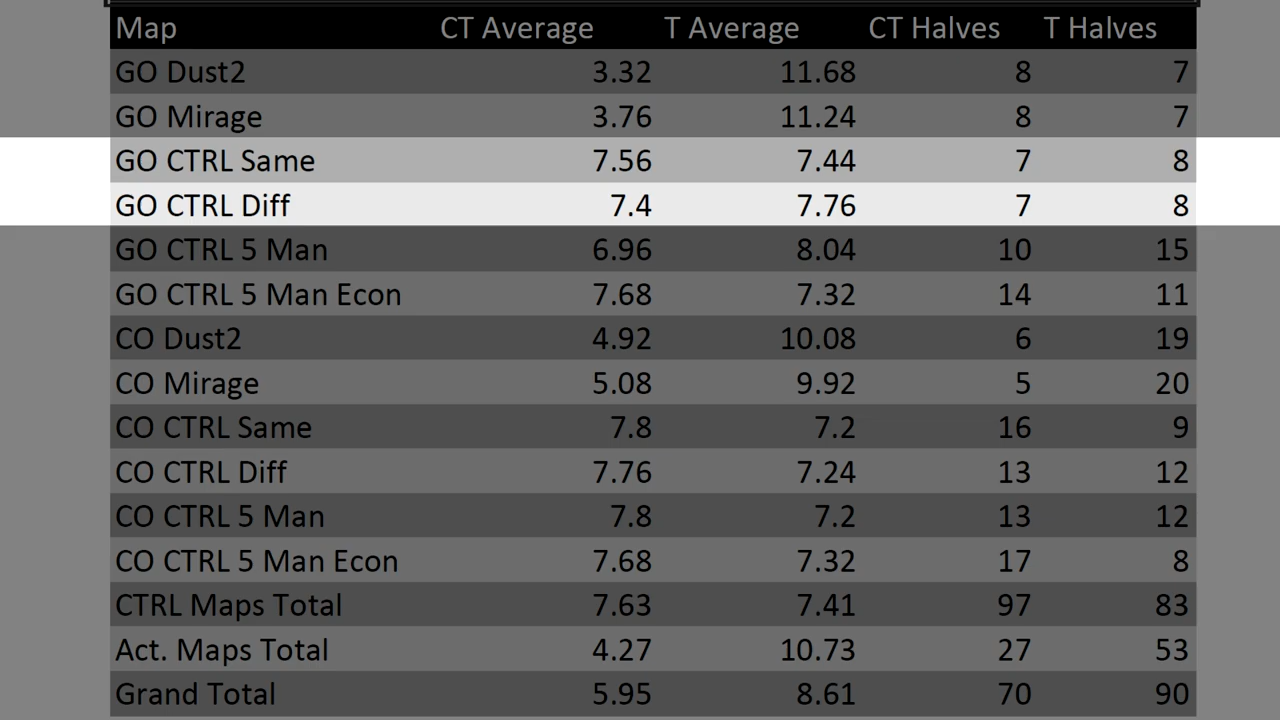 Map CT Average T Average CT Halves T Halves
GO Dust2 3.32 11.68 8 7
GO Mirage 3.76 11.24 8 7
GO CTRL Same 7.56 7.44 7 8
GO CTRL Diff 7.4 7.76 7 8
GO CTRL 5 Man 6.96 8.04 10 15
GO CTRL 5 Man Econ 7.68 7.32 14 11
CO Dust2 4.92 10.08 6 19
CO Mirage 5.08 9.92 5 20
CO CTRL Same 7.8 7.2 16 9
CO CTRL Diff 7.76 7.24 13 12
CO CTRL 5 Man 7.8 7.2 13 12
CO CTRL 5 Man Econ 7.68 7.32 17 8
CTRL Maps Total 7.63 7.41 97 83
Act. Maps Total 4.27 10.73 27 53
Grand Total 5.95 8.61 70 90